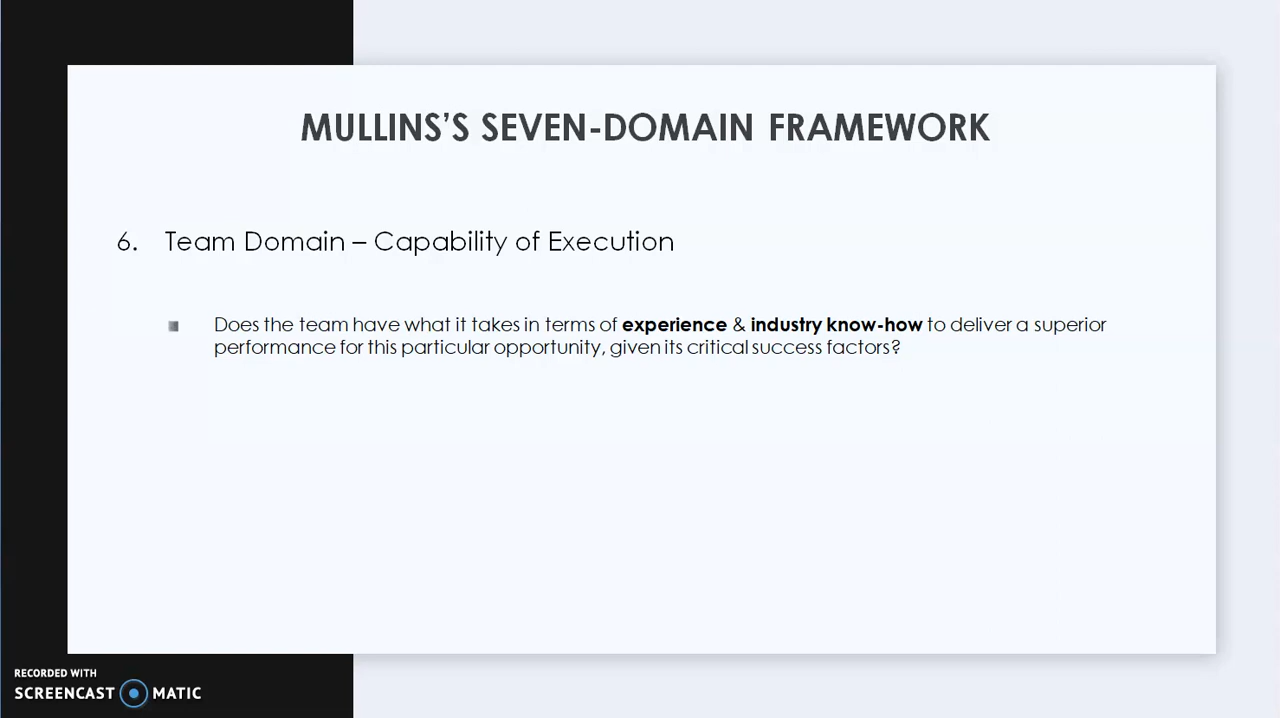 MULLINS'S SEVEN-DOMAIN FRAMEWORK
6. Team Domain – Capability of Execution
Does the team have what it takes in terms of experience & industry know-how to deliver a superior
performance for this particular opportunity, given its critical success factors?
RECORDED WITH
SCREENCAST MATIC